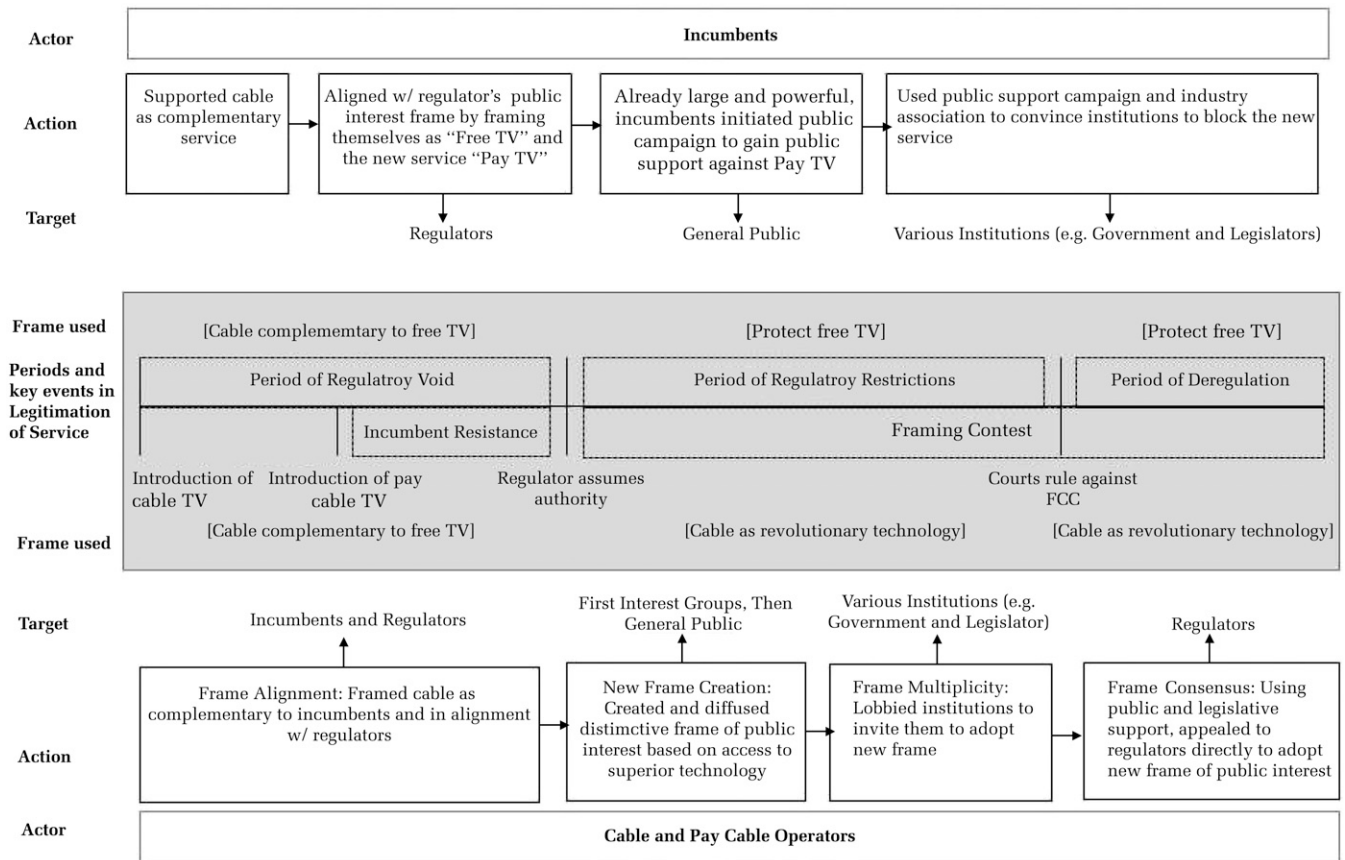 Actor
Incumbents
Action
Supported cable
as complementary
service
Aligned w/ regulator's public
interest frame by framing
themselves as "Free TV" and
the new service "Pay TV"
Already large and powerful,
incumbents initiated public
campaign to gain public
support against Pay TV
Used public support campaign and industry
association to convince institutions to block the new
service
Target
Regulators
General Public
Various Institutions (e.g. Government and Legislators)
Frame used
[Cable complememtary to free TV]
[Protect free TV]
[Protect free TV]
Periods and
key events in
Legitimation
of Service
Period of Regulatroy Void
Period of Regulatroy Restrictions
Period of Deregulation
Incumbent Resistance
Framing Contest
Introduction of
cable TV
Introduction of pay
cable TV
Regulator assumes
authority
Courts rule against
FCC
Frame used
[Cable complementary to free TV]
[Cable as revolutionary technology]
[Cable as revolutionary technology]
Target
Incumbents and Regulators
First Interest Groups, Then
General Public
Various Institutions (e.g.
Government and Legislator)
Regulators
Action
Frame Alignment: Framed cable as
complementary to incumbents and in alignment
w/ regulators
New Frame Creation:
Created and diffused
distimctive frame of public
interest based on access to
superior technology
Frame Multiplicity:
Lobbied institutions to
invite them to adopt
new frame
Frame Consensus: Using
public and legislative
support, appealed to
regulators directly to adopt
new frame of public interest
Actor
Cable and Pay Cable Operators